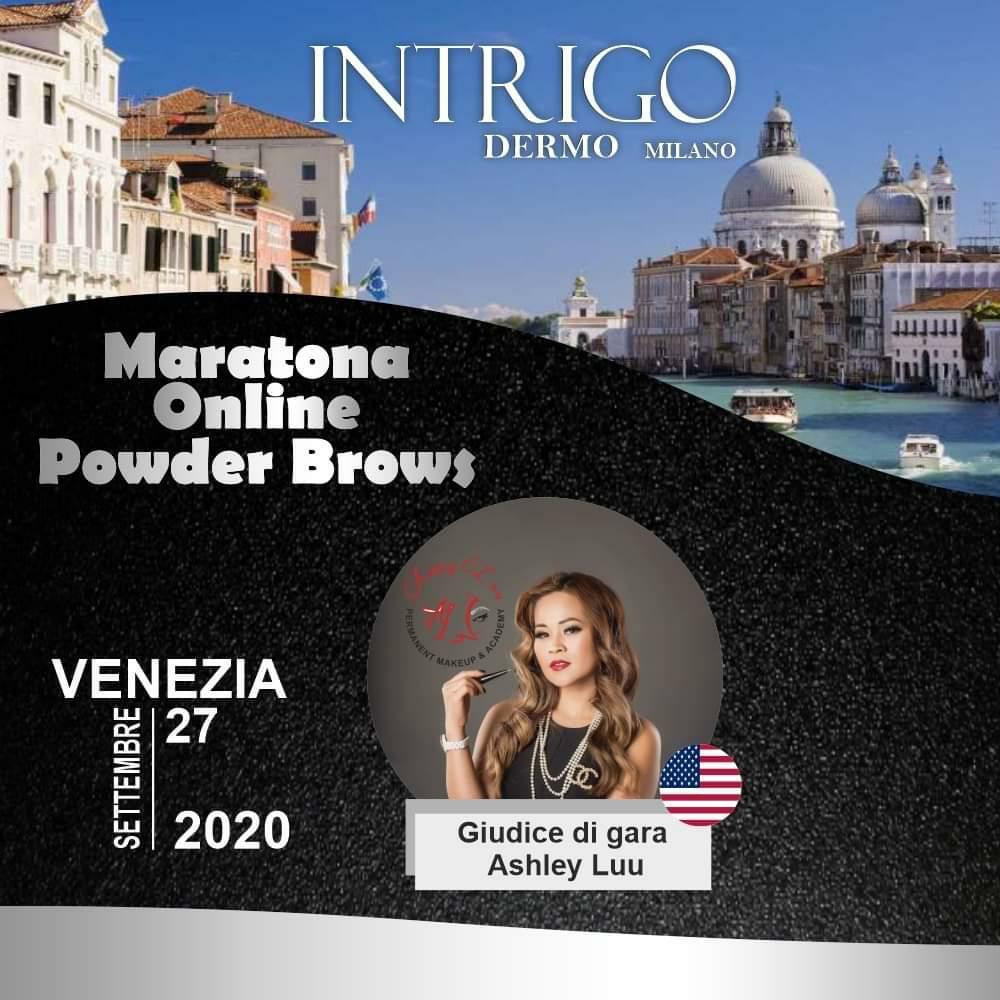 INTRIGO
DERMO MILANO
Maratona
Online
Powder Brows
PERMANENT MAKEUP & ACADEMY
VENEZIA
SETTEMBRE
27
2020
Giudice di gara
Ashley Luu